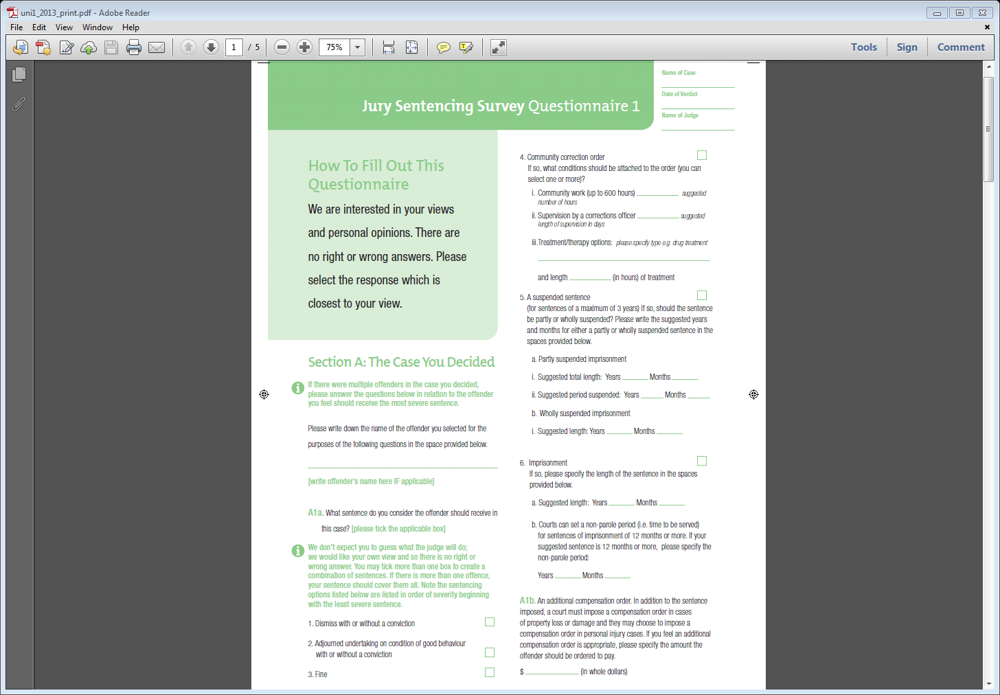 uni1_2013_print.pdf - Adobe Reader
File Edit View Window Help
1 / 5 75% Tools Sign Comment
Jury Sentencing Survey Questionnaire 1
Name of Case
Date of Verdict
Name of Judge
How To Fill Out This
Questionnaire
We are interested in your views
and personal opinions. There are
no right or wrong answers. Please
select the response which is
closest to your view.
Section A: The Case You Decided
If there were multiple offenders in the case you decided,
please answer the questions below in relation to the offender
you feel should receive the most severe sentence.
Please write down the name of the offender you selected for the
purposes of the following questions in the space provided below.
[write offender's name here IF applicable]
A1a. What sentence do you consider the offender should receive in
this case? [please tick the applicable box]
We don't expect you to guess what the judge will do;
we would like your own view and so there is no right or
wrong answer. You may tick more than one box to create a
combination of sentences. If there is more than one offence,
your sentence should cover them all. Note the sentencing
options listed below are listed in order of severity beginning
with the least severe sentence.
1. Dismiss with or without a conviction
2. Adjourned undertaking on condition of good behaviour
with or without a conviction
3. Fine
4. Community correction order
If so, what conditions should be attached to the order (you can
select one or more)?
i. Community work (up to 600 hours) suggested
number of hours
ii. Supervision by a corrections officer suggested
length of supervision in days
iii. Treatment/therapy options: please specify type e.g. drug treatment
and length (in hours) of treatment
5. A suspended sentence
(for sentences of a maximum of 3 years) If so, should the sentence
be partly or wholly suspended? Please write the suggested years
and months for either a partly or wholly suspended sentence in the
spaces provided below.
a. Partly suspended imprisonment
i. Suggested total length: Years Months
ii. Suggested period suspended: Years Months
b. Wholly suspended imprisonment
i. Suggested length: Years Months
6. Imprisonment
If so, please specify the length of the sentence in the spaces
provided below.
a. Suggested length: Years Months
b. Courts can set a non-parole period (i.e. time to be served)
for sentences of imprisonment of 12 months or more. If your
suggested sentence is 12 months or more, please specify the
non-parole period:
Years Months
A1b. An additional compensation order. In addition to the sentence
imposed, a court must impose a compensation order in cases
of property loss or damage and they may choose to impose a
compensation order in personal injury cases. If you feel an additional
compensation order is appropriate, please specify the amount the
offender should be ordered to pay.
$ (in whole dollars)